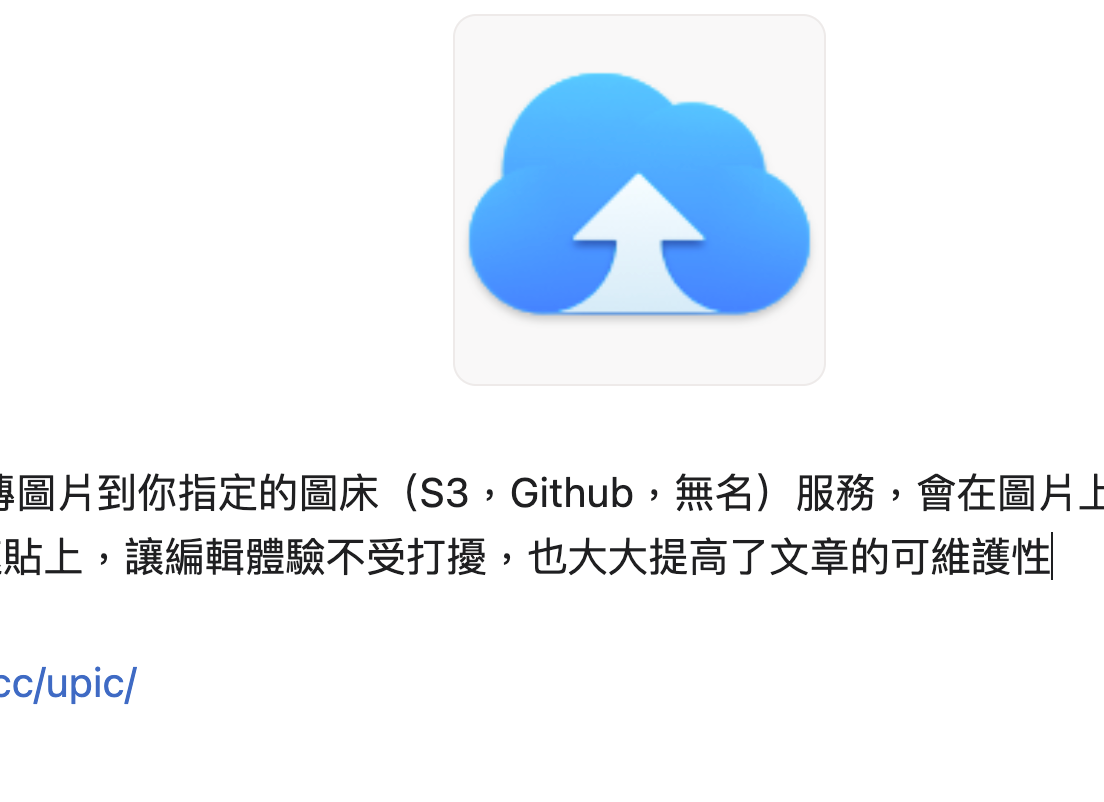 圖片到你指定的圖床（S3，Github，無名）服務，會在圖片上
貼上，讓編輯體驗不受打擾，也大大提高了文章的可維護性
cc/upic/